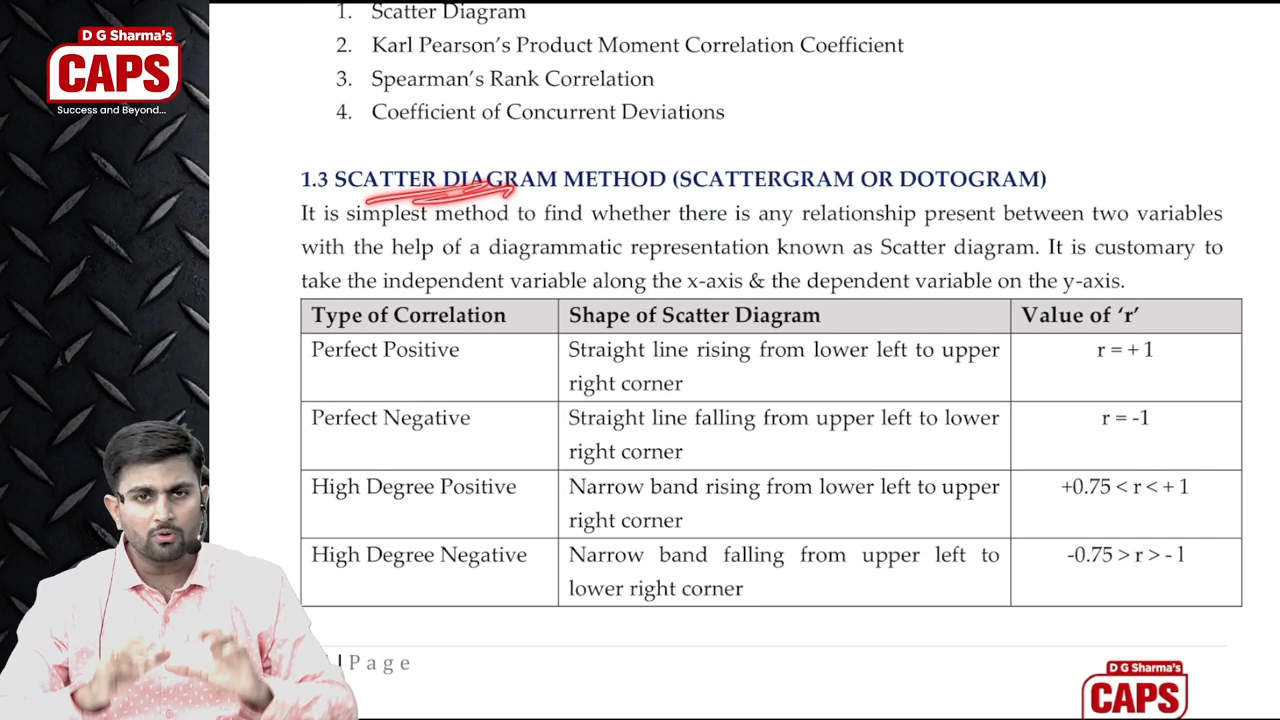 D G Sharma's
CAPS
Success and Beyond...
1. Scatter Diagram
2. Karl Pearson's Product Moment Correlation Coefficient
3. Spearman's Rank Correlation
4. Coefficient of Concurrent Deviations
1.3 SCATTER DIAGRAM METHOD (SCATTERGRAM OR DOTOGRAM)
It is simplest method to find whether there is any relationship present between two variables
with the help of a diagrammatic representation known as Scatter diagram. It is customary to
take the independent variable along the x-axis & the dependent variable on the y-axis.
Type of Correlation Shape of Scatter Diagram Value of 'r'
Perfect Positive Straight line rising from lower left to upper r = + 1
right corner
Perfect Negative Straight line falling from upper left to lower r = -1
right corner
High Degree Positive Narrow band rising from lower left to upper +0.75 < r < + 1
right corner
High Degree Negative Narrow band falling from upper left to -0.75 > r > - 1
lower right corner
| P a g e
D G Sharma's
CAPS